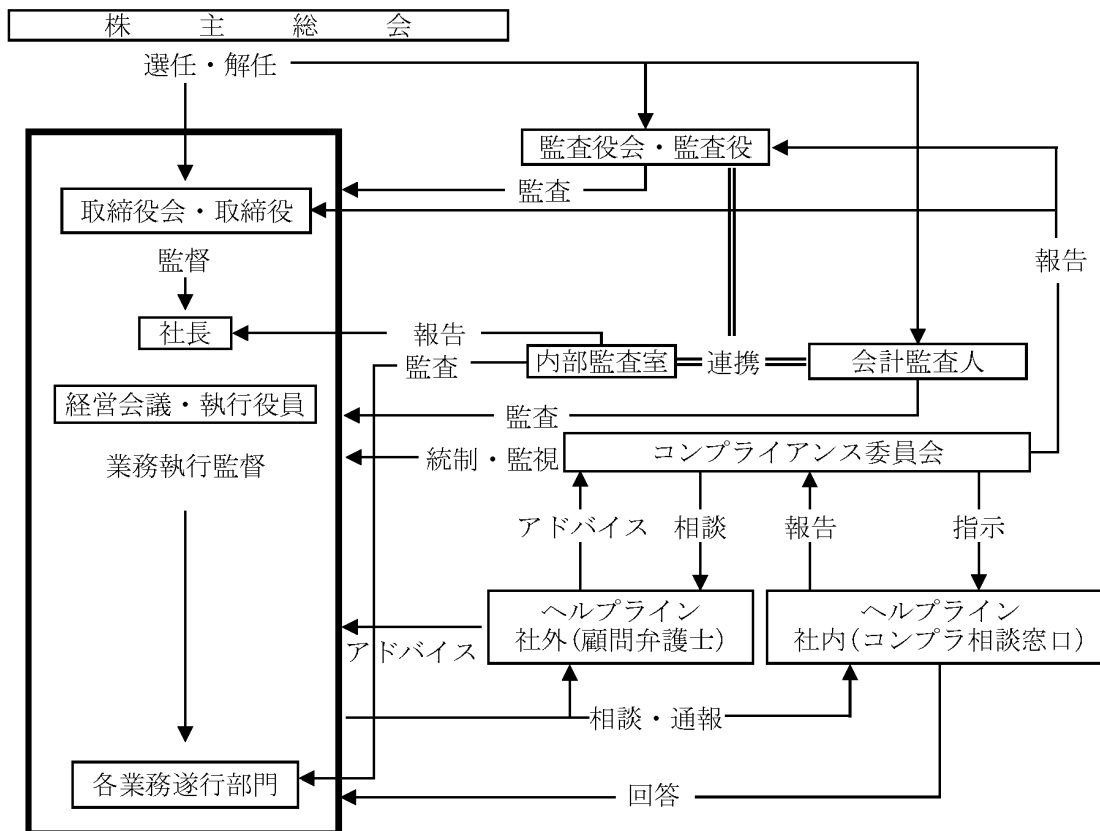 株主総会
選任・解任
監査役会・監査役
監査
取締役会・取締役
監督
報告
社長
報告
内部監査室
連携
会計監査人
監査
経営会議・執行役員
監査
コンプライアンス委員会
統制・監視
業務執行監督
アドバイス
相談
報告
指示
ヘルプライン
社外(顧問弁護士)
ヘルプライン
社内(コンプラ相談窓口)
アドバイス
相談・通報
各業務遂行部門
回答